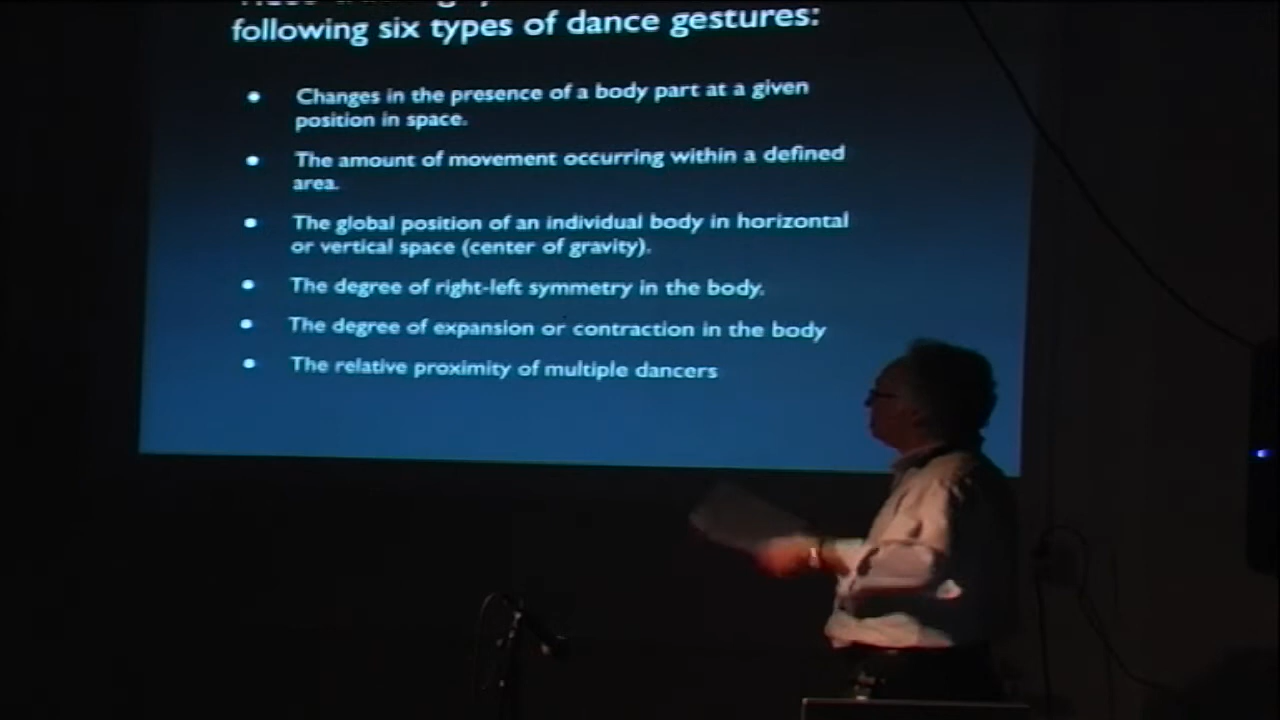 following six types of dance gestures:
• Changes in the presence of a body part at a given
position in space.
• The amount of movement occurring within a defined
area.
• The global position of an individual body in horizontal
or vertical space (center of gravity).
• The degree of right-left symmetry in the body.
• The degree of expansion or contraction in the body
• The relative proximity of multiple dancers